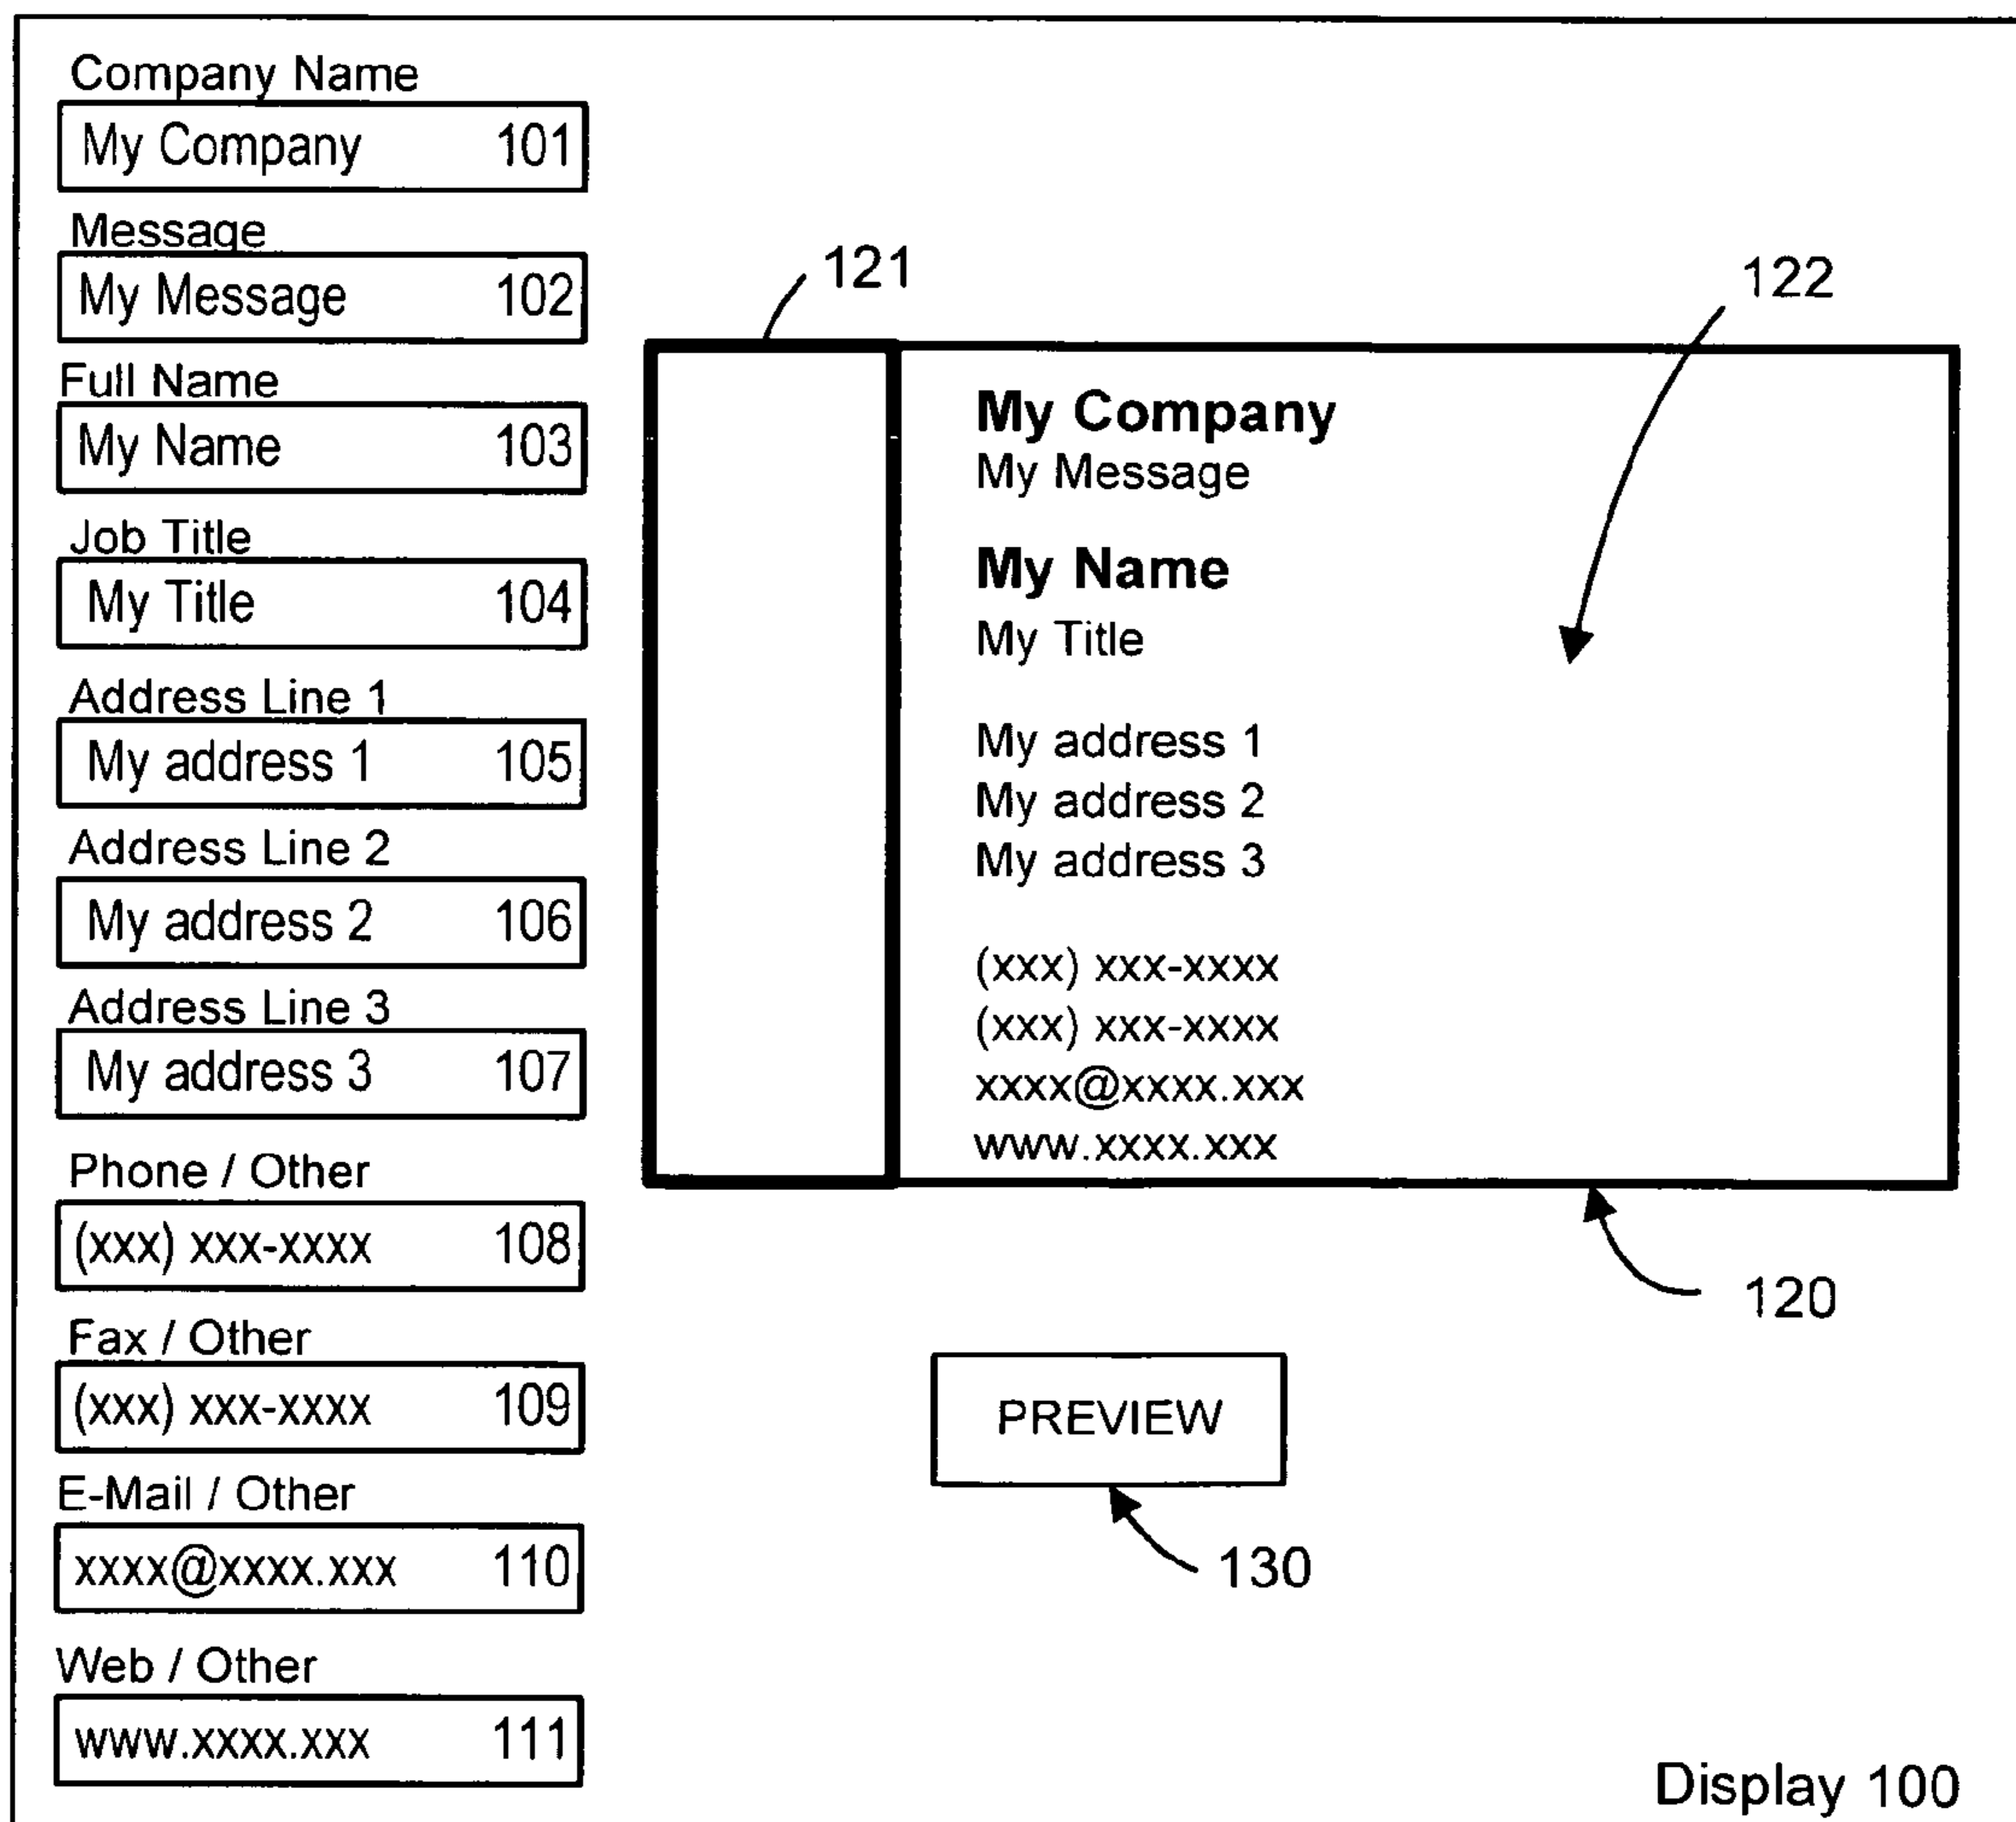 Company Name
My Company 101
Message
My Message 102
Full Name
My Name 103
Job Title
My Title 104
Address Line 1
My address 1 105
Address Line 2
My address 2 106
Address Line 3
My address 3 107
Phone / Other
(xxx) xxx-xxxx 108
Fax / Other
(xxx) xxx-xxxx 109
E-Mail / Other
xxxx@xxxx.xxx 110
Web / Other
www.xxxx.xxx 111
121
122
My Company
My Message
My Name
My Title
My address 1
My address 2
My address 3
(xxx) xxx-xxxx
(xxx) xxx-xxxx
xxxx@xxxx.xxx
www.xxxx.xxx
120
PREVIEW
130
Display 100